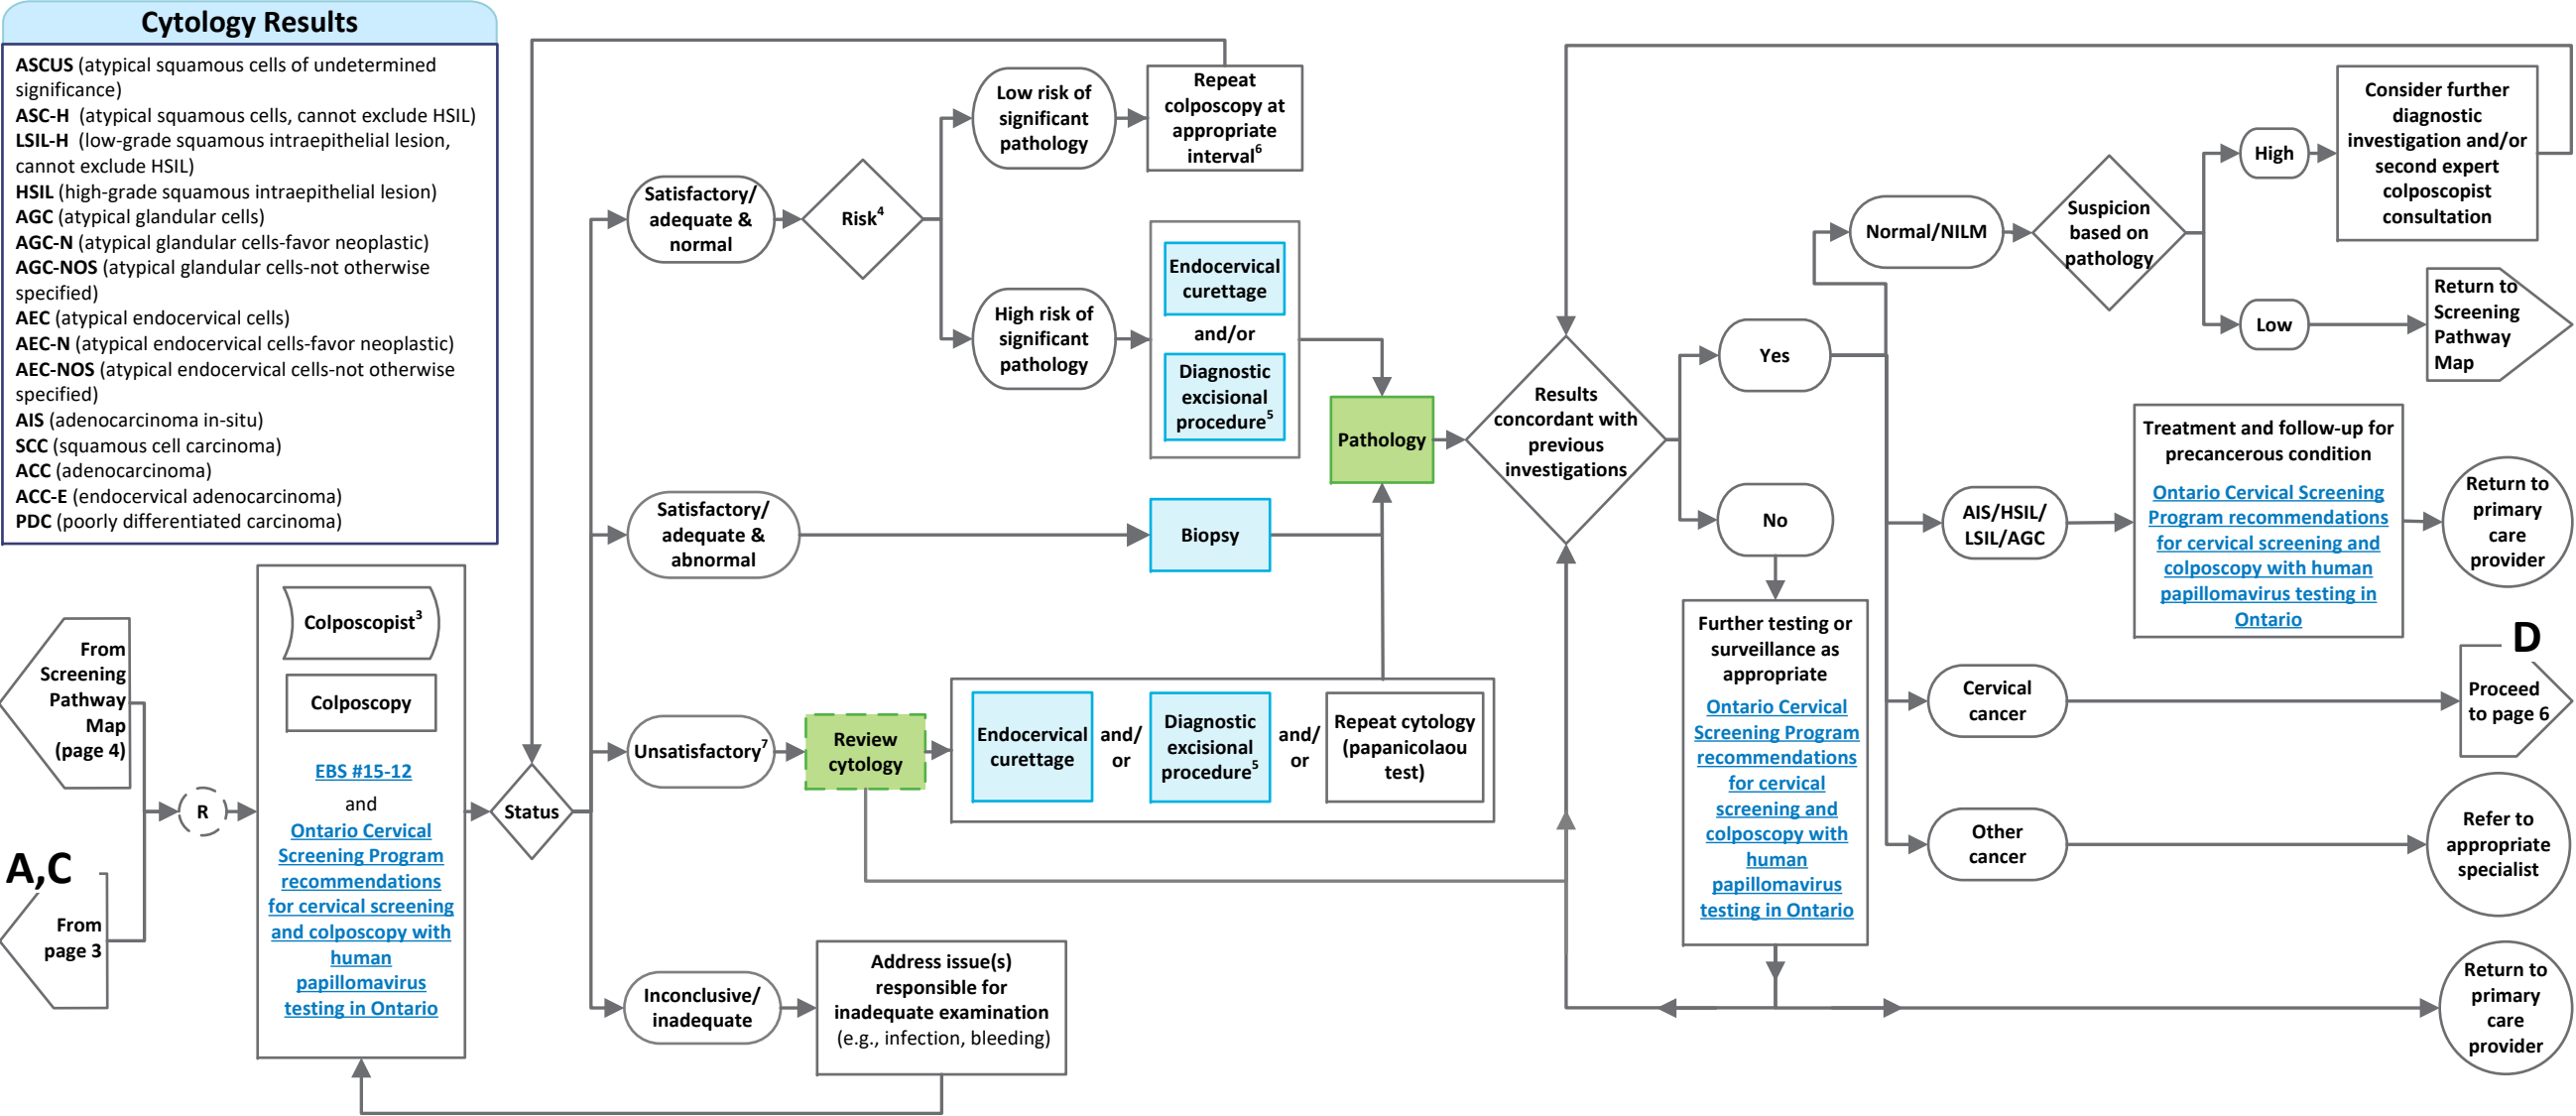 Cytology Results
ASCUS (atypical squamous cells of undetermined
significance)
ASC-H (atypical squamous cells, cannot exclude HSIL)
LSIL-H (low-grade squamous intraepithelial lesion,
cannot exclude HSIL)
HSIL (high-grade squamous intraepithelial lesion)
AGC (atypical glandular cells)
AGC-N (atypical glandular cells-favor neoplastic)
AGC-NOS (atypical glandular cells-not otherwise
specified)
AEC (atypical endocervical cells)
AEC-N (atypical endocervical cells-favor neoplastic)
AEC-NOS (atypical endocervical cells-not otherwise
specified)
AIS (adenocarcinoma in-situ)
SCC (squamous cell carcinoma)
ACC (adenocarcinoma)
ACC-E (endocervical adenocarcinoma)
PDC (poorly differentiated carcinoma)
From
Screening
Pathway
Map
(page 4)
A,C
From
page 3
R
Colposcopist3
Colposcopy
EBS #15-12
and
Ontario Cervical
Screening Program
recommendations
for cervical screening
and colposcopy with
human
papillomavirus
testing in Ontario
Status
Satisfactory/
adequate &
normal
Risk4
Low risk of
significant
pathology
Repeat
colposcopy at
appropriate
interval6
High risk of
significant
pathology
Endocervical
curettage
and/or
Diagnostic
excisional
procedure5
Satisfactory/
adequate &
abnormal
Biopsy
Pathology
Unsatisfactory7
Review
cytology
Endocervical
curettage
and/
or
Diagnostic
excisional
procedure5
and/
or
Repeat cytology
(papanicolaou
test)
Inconclusive/
inadequate
Address issue(s)
responsible for
inadequate examination
(e.g., infection, bleeding)
Results
concordant with
previous
investigations
Yes
No
Further testing or
surveillance as
appropriate
Ontario Cervical
Screening Program
recommendations
for cervical
screening and
colposcopy with
human
papillomavirus
testing in Ontario
Normal/NILM
Suspicion
based on
pathology
High
Consider further
diagnostic
investigation and/or
second expert
colposcopist
consultation
Low
Return to
Screening
Pathway
Map
AIS/HSIL/
LSIL/AGC
Treatment and follow-up for
precancerous condition
Ontario Cervical Screening
Program recommendations
for cervical screening and
colposcopy with human
papillomavirus testing in
Ontario
Return to
primary
care
provider
Cervical
cancer
D
Proceed
to page 6
Other
cancer
Refer to
appropriate
specialist
Return to
primary
care
provider